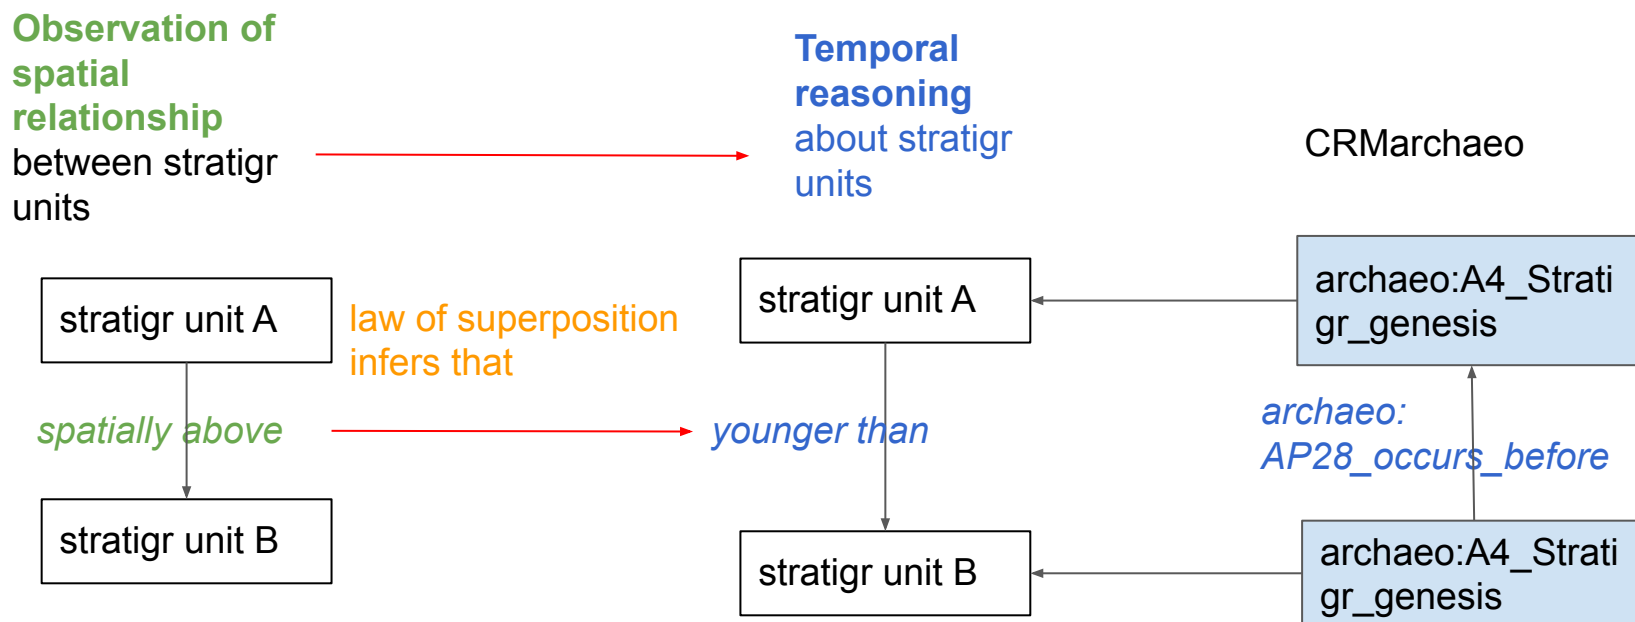 Observation of
spatial
relationship
between stratigr
units
Temporal
reasoning
about stratigr
units
CRMarchaeo
stratigr unit A
law of superposition
infers that
spatially above
stratigr unit B
stratigr unit A
younger than
stratigr unit B
archaeo:A4_Strati
gr_genesis
archaeo:
AP28_occurs_before
archaeo:A4_Strati
gr_genesis